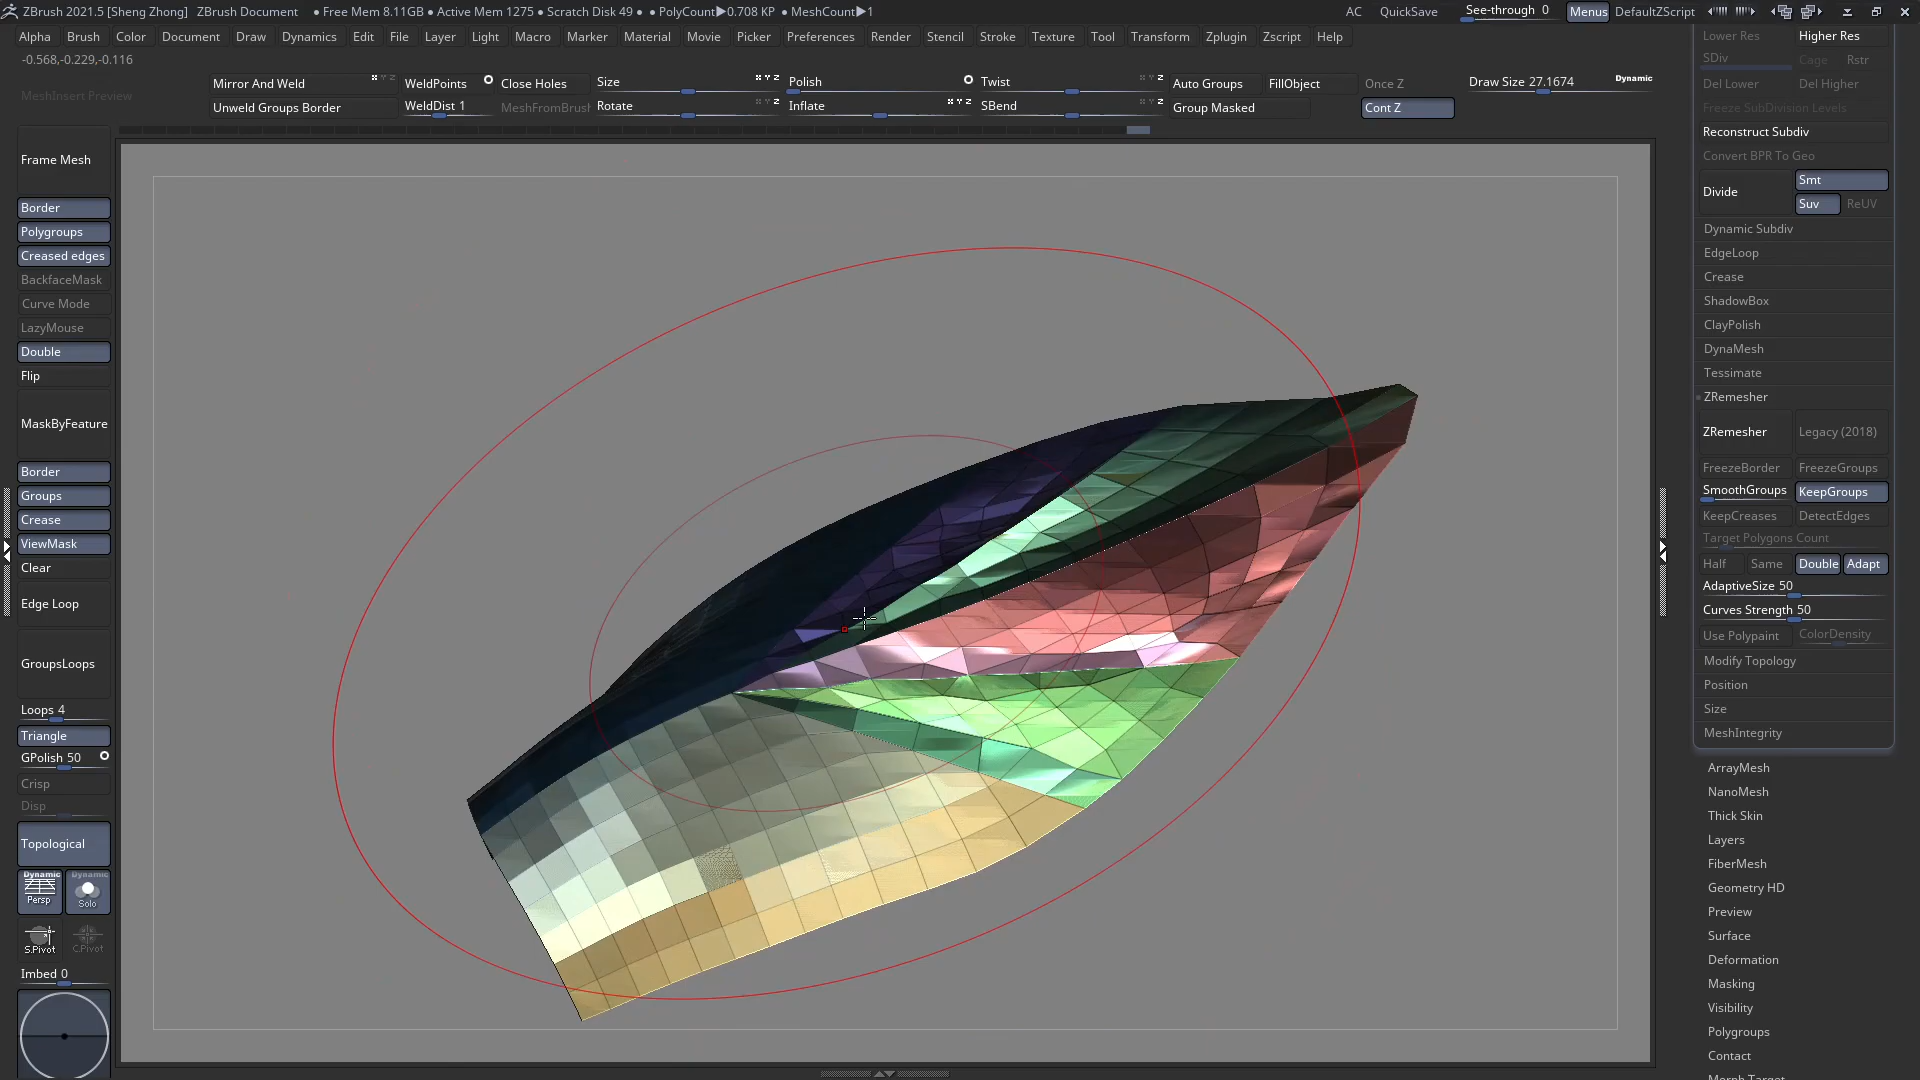 ZBrush 2021.5 [Sheng Zhong] ZBrush Document • Free Mem 8.11GB • Active Mem 1275 • Scratch Disk 49 • • PolyCount▶0.708 KP • MeshCount▶1 AC QuickSave See-through 0 Menus DefaultZScript
Alpha Brush Color Document Draw Dynamics Edit File Layer Light Macro Marker Material Movie Picker Preferences Render Stencil Stroke Texture Tool Transform Zplugin Zscript Help
-0.568,-0.229,-0.116
MeshInsert Preview
Mirror And Weld
Unweld Groups Border
WeldPoints
WeldDist 1
Close Holes
MeshFromBrush
Size
Rotate
Polish
Inflate
Twist
SBend
Auto Groups
Group Masked
FillObject
Once Z
Cont Z
Draw Size 27.1674
Dynamic
Frame Mesh
Border
Polygroups
Creased edges
BackfaceMask
Curve Mode
LazyMouse
Double
Flip
MaskByFeature
Border
Groups
Crease
ViewMask
Clear
Edge Loop
GroupsLoops
Loops 4
Triangle
GPolish 50
Crisp
Disp
Topological
Dynamic Dynamic
Persp Solo
S.Pivot C.Pivot
Imbed 0
Lower Res Higher Res
SDiv Cage Rstr
Del Lower Del Higher
Freeze SubDivision Levels
Reconstruct Subdiv
Convert BPR To Geo
Divide Smt
Suv ReUV
Dynamic Subdiv
EdgeLoop
Crease
ShadowBox
ClayPolish
DynaMesh
Tessimate
ZRemesher
ZRemesher Legacy (2018)
FreezeBorder FreezeGroups
SmoothGroups KeepGroups
KeepCreases DetectEdges
Target Polygons Count
Half Same Double Adapt
AdaptiveSize 50
Curves Strength 50
Use Polypaint ColorDensity
Modify Topology
Position
Size
MeshIntegrity
ArrayMesh
NanoMesh
Thick Skin
Layers
FiberMesh
Geometry HD
Preview
Surface
Deformation
Masking
Visibility
Polygroups
Contact
Morph Target